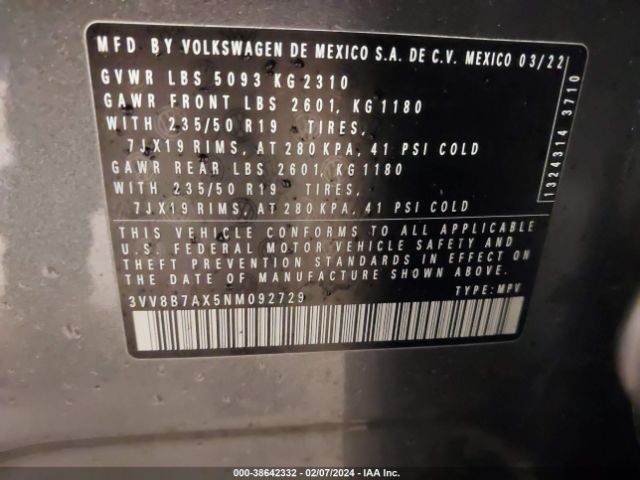 MFD BY VOLKSWAGEN DE MEXICO S.A. DE C.V. MEXICO 03/22
GVWR LBS 5093 KG 2310
GAWR FRONT LBS 2601, KG 1180
WITH 235/50 R19 TIRES,
7JX19 RIMS, AT 280 KPA, 41 PSI COLD
GAWR REAR LBS 2601, KG 1180
WITH 235/50 R19 TIRES,
7JX19 RIMS, AT 280 KPA, 41 PSI COLD
1324314 3710
THIS VEHICLE CONFORMS TO ALL APPLICABLE
U.S. FEDERAL MOTOR VEHICLE SAFETY AND
THEFT PREVENTION STANDARDS IN EFFECT ON
THE DATE OF MANUFACTURE SHOWN ABOVE.
3VV8B7AX5NM092729 TYPE: MPV
000-38642332 - 02/07/2024 - IAA Inc.